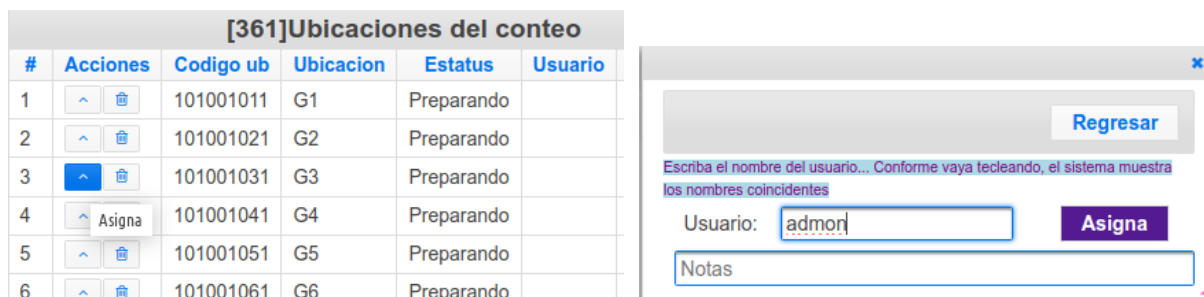 [361]Ubicaciones del conteo
# Acciones Codigo ub Ubicacion Estatus Usuario
1 101001011 G1 Preparando
2 101001021 G2 Preparando
3 101001031 G3 Preparando
4 Asigna 101001041 G4 Preparando
5 101001051 G5 Preparando
6 101001061 G6 Preparando
Regresar
Escriba el nombre del usuario... Conforme vaya tecleando, el sistema muestra
los nombres coincidentes
Usuario: admon Asigna
Notas